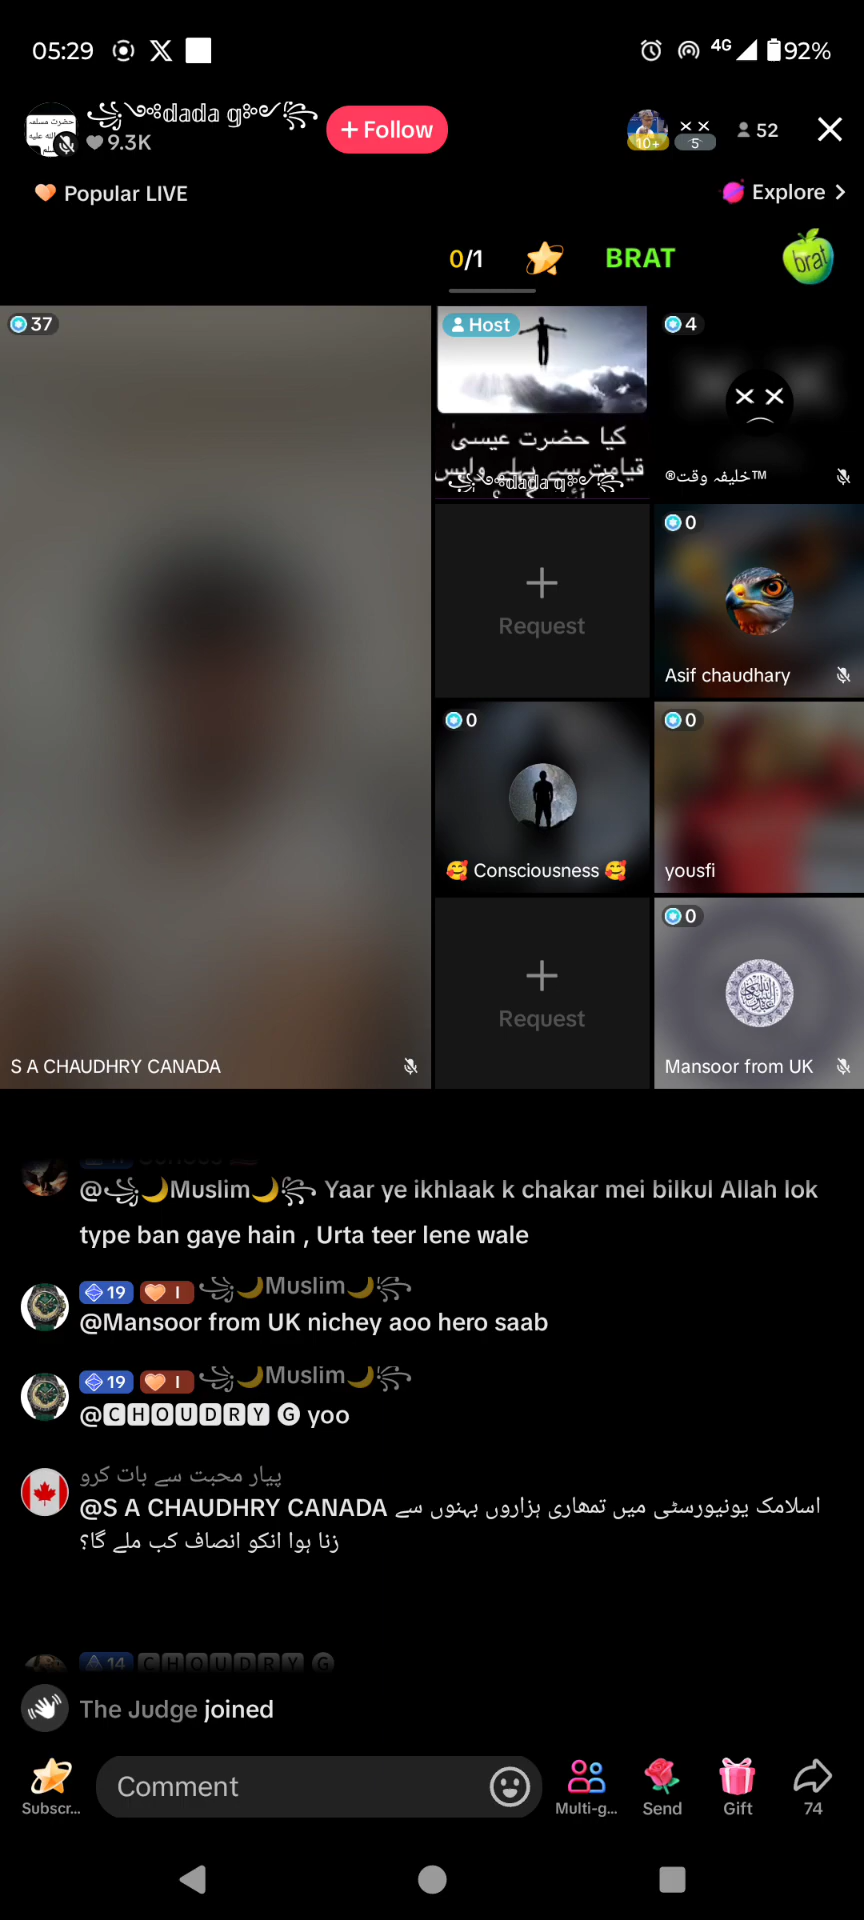 05:29
4G
92%
حضرت مسلمہ
dada g
9.3K
+ Follow
10+
5
52
Popular LIVE
Explore
0/1
BRAT
brat
37
Host
کیا حضرت عیسیٰ
قیامت سے پہلے واپس
dada g
4
خلیفہ وقت™®
Request
0
Asif chaudhary
0
Consciousness
0
yousfi
Request
0
Mansoor from UK
S A CHAUDHRY CANADA
@Muslim Yaar ye ikhlaak k chakar mei bilkul Allah lok
type ban gaye hain , Urta teer lene wale
19 I Muslim
@Mansoor from UK nichey aoo hero saab
19 I Muslim
@CHOUDRY G yoo
پیار محبت سے بات کرو
@S A CHAUDHRY CANADA اسلامک یونیورسٹی میں تمھاری ہزاروں بہنوں سے
زنا ہوا انکو انصاف کب ملے گا؟
14 CHOUDRY G
The Judge joined
Subscr...
Comment
Multi-g...
Send
Gift
74